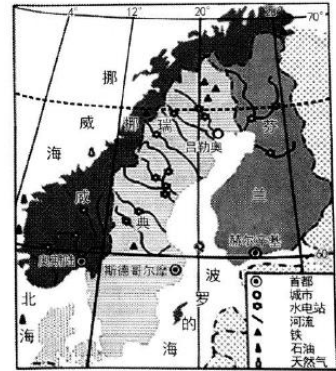 4° 12° 20° 70°
挪
威
海
挪 瑞 芬
吕勒奥
威 典 兰
赫尔辛基
奥斯陆
斯德哥尔摩
60
北
海
波
罗
的
海
首都
城市
水电站
河流
铁
石油
天然气